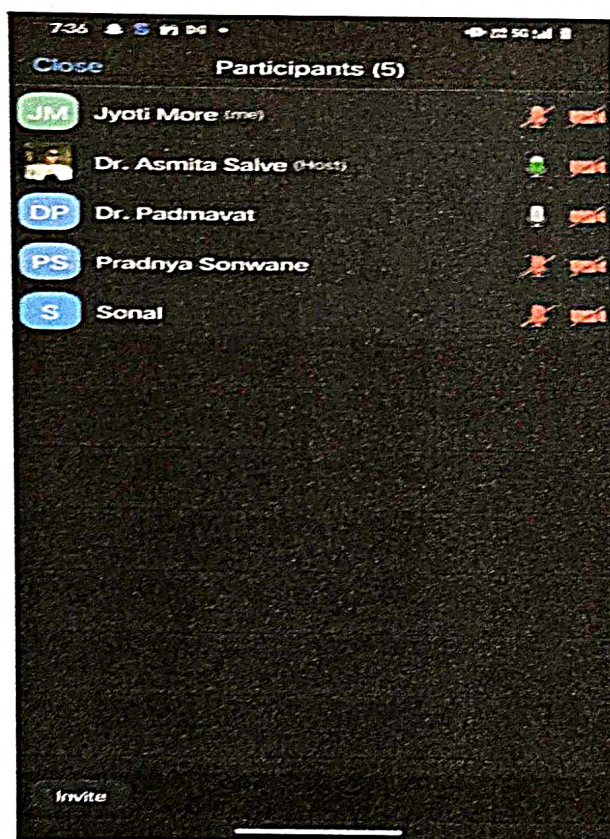 7:36
Close Participants (5)
JM Jyoti More (me)
Dr. Asmita Salve (Host)
DP Dr. Padmavat
PS Pradnya Sonwane
S Sonal
Invite